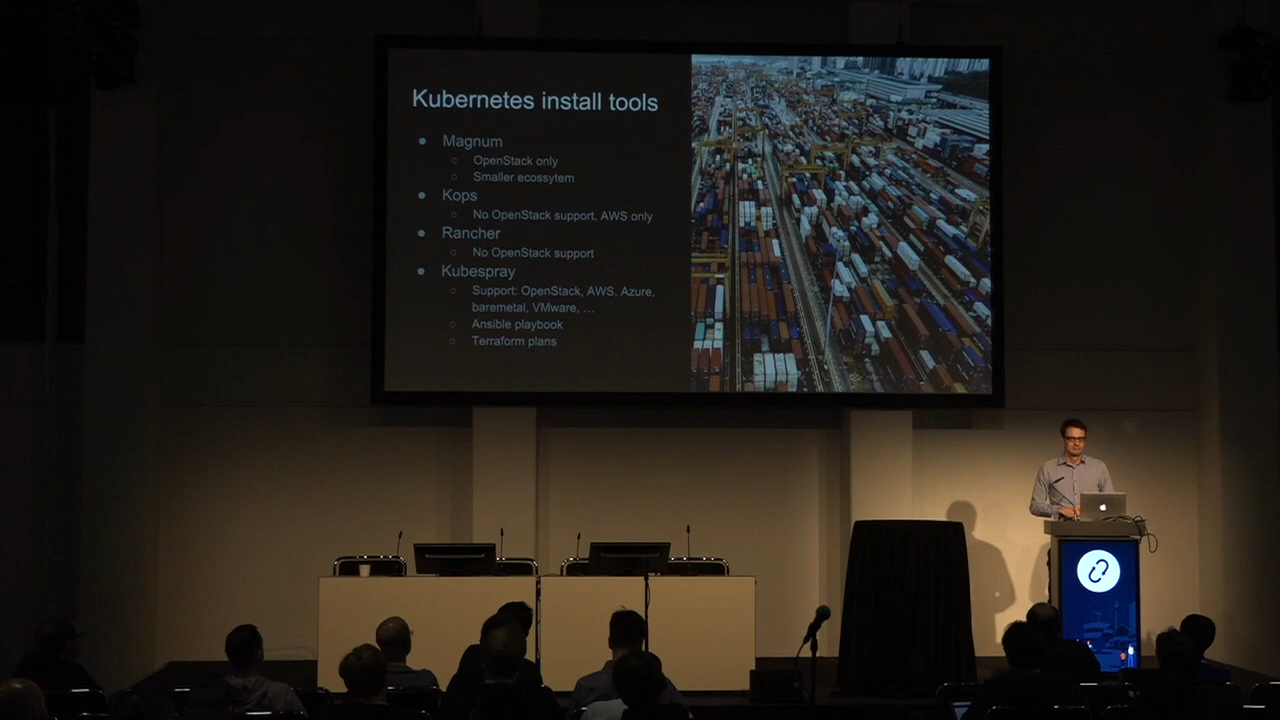 Kubernetes install tools
● Magnum
○ OpenStack only
○ Smaller ecossytem
● Kops
○ No OpenStack support, AWS only
● Rancher
○ No OpenStack support
● Kubespray
○ Support: OpenStack, AWS, Azure,
baremetal, VMware, ...
○ Ansible playbook
○ Terraform plans